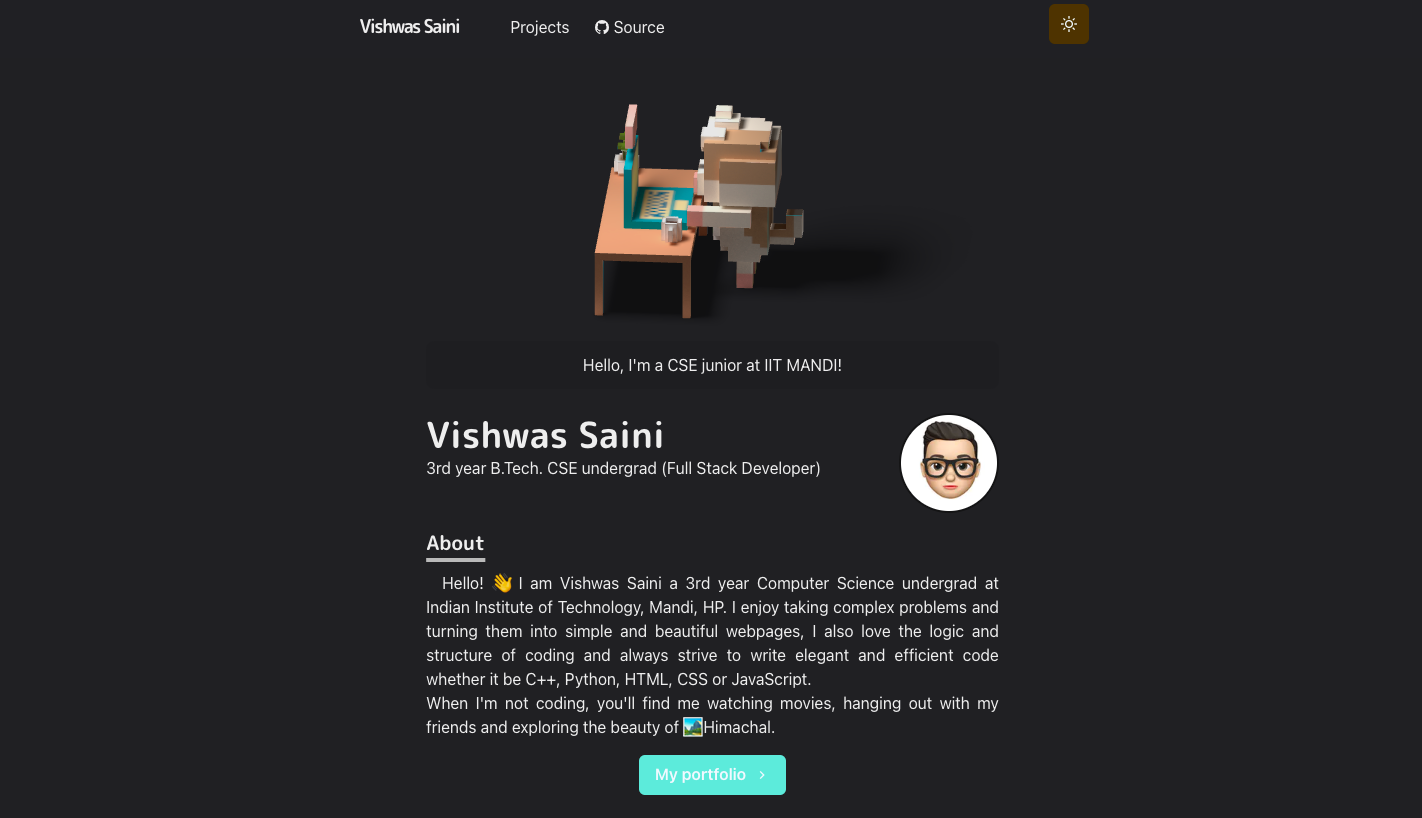 Vishwas Saini
Projects
Source
Hello, I'm a CSE junior at IIT MANDI!
Vishwas Saini
3rd year B.Tech. CSE undergrad (Full Stack Developer)
About
Hello! 👋 I am Vishwas Saini a 3rd year Computer Science undergrad at
Indian Institute of Technology, Mandi, HP. I enjoy taking complex problems and
turning them into simple and beautiful webpages, I also love the logic and
structure of coding and always strive to write elegant and efficient code
whether it be C++, Python, HTML, CSS or JavaScript.
When I'm not coding, you'll find me watching movies, hanging out with my
friends and exploring the beauty of 🏞️Himachal.
My portfolio